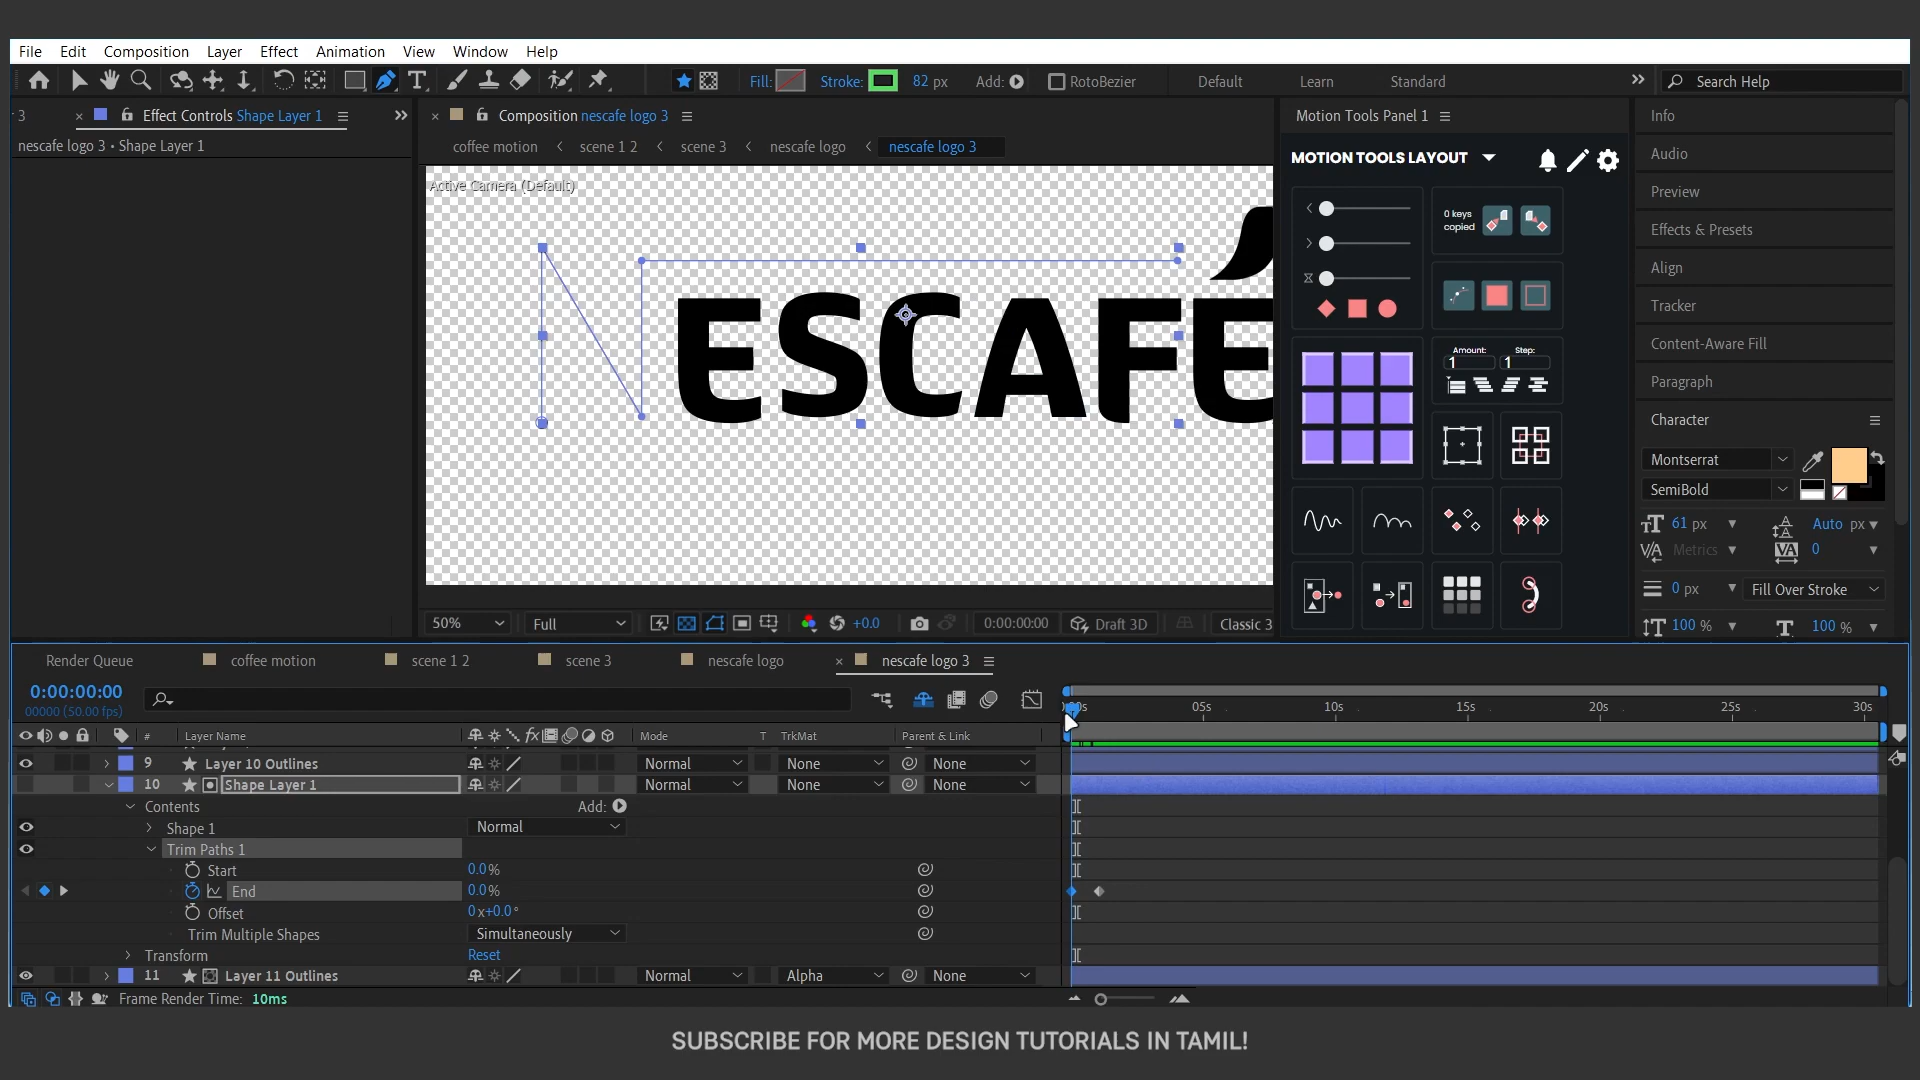 File Edit Composition Layer Effect Animation View Window Help
Fill: Stroke: 82 px Add: RotoBezier Default Learn Standard Search Help
3 Effect Controls Shape Layer 1
nescafe logo 3 • Shape Layer 1
Composition nescafe logo 3
coffee motion scene 1 2 scene 3 nescafe logo nescafe logo 3
Active Camera (Default)
ESCAFÉ
50% Full +0.0 0:00:00:00 Draft 3D Classic 3
Motion Tools Panel 1
MOTION TOOLS LAYOUT
0 keys
copied
Amount: Step:
1 1
Info
Audio
Preview
Effects & Presets
Align
Tracker
Content-Aware Fill
Paragraph
Character
Montserrat
SemiBold
61 px Auto px
Metrics 0
0 px Fill Over Stroke
100 % 100 %
Render Queue coffee motion scene 1 2 scene 3 nescafe logo nescafe logo 3
0:00:00:00
00000 (50.00 fps)
05s 10s 15s 20s 25s 30s
# Layer Name Mode T TrkMat Parent & Link
9 Layer 10 Outlines Normal None None
10 Shape Layer 1 Normal None None
Contents Add:
Shape 1 Normal
Trim Paths 1
Start 0.0%
End 0.0%
Offset 0x+0.0°
Trim Multiple Shapes Simultaneously
Transform Reset
11 Layer 11 Outlines Normal Alpha None
Frame Render Time: 10ms
SUBSCRIBE FOR MORE DESIGN TUTORIALS IN TAMIL!